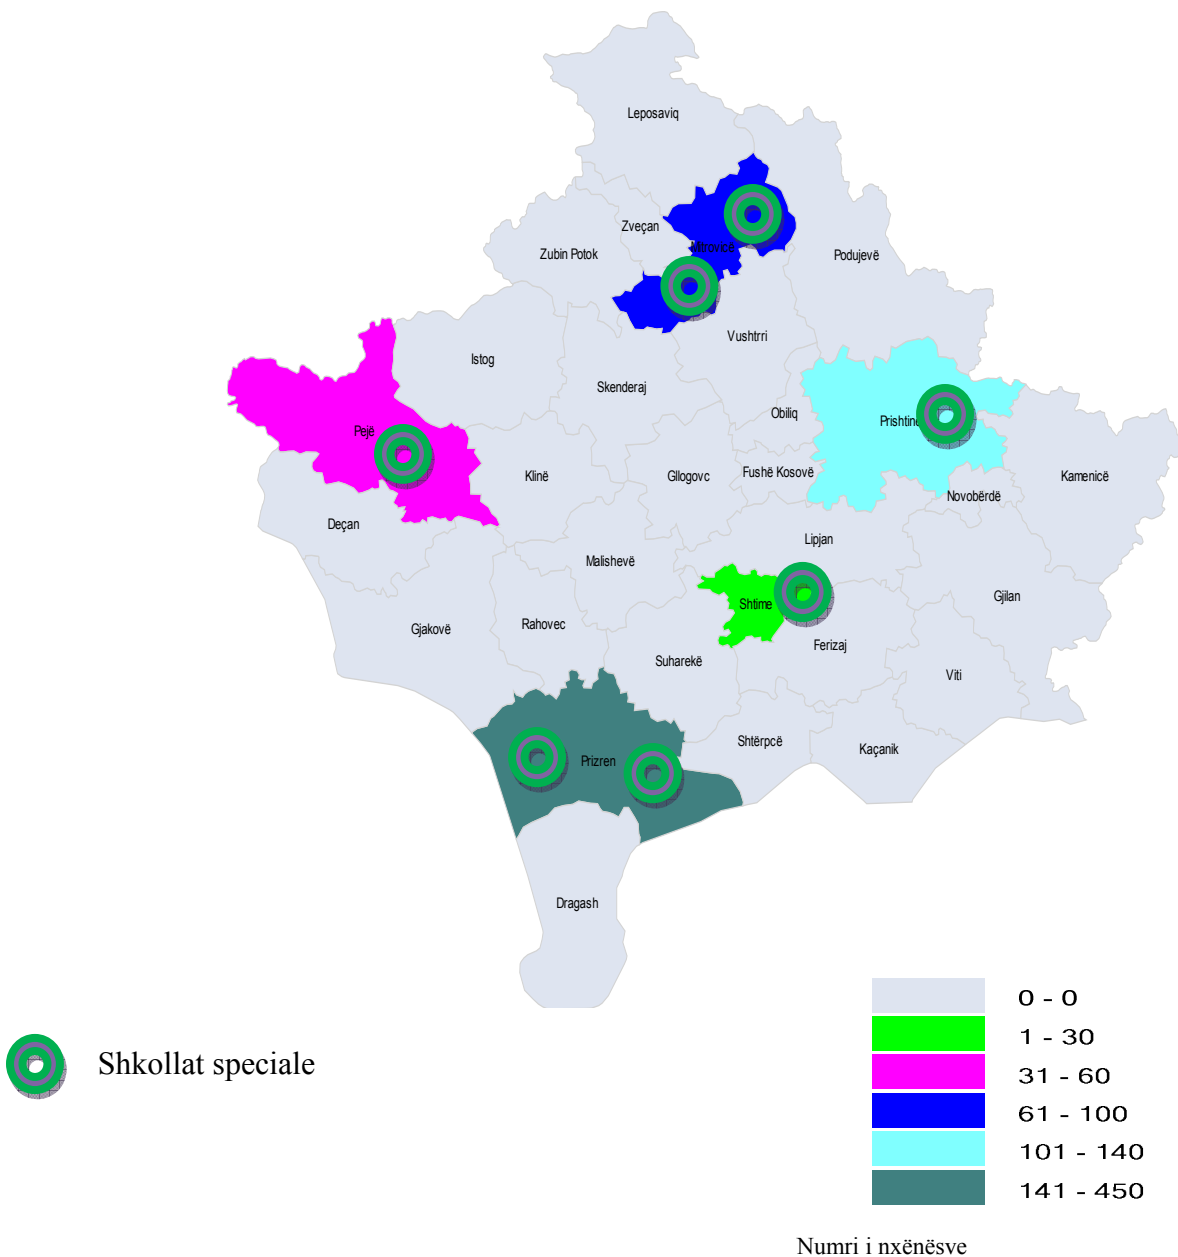 Leposaviq
Zveçan
Mitrovicë
Zubin Potok
Podujevë
Vushtrri
Istog
Skenderaj
Obiliq
Prishtinë
Pejë
Klinë
Gllogovc
Fushë Kosovë
Kamenicë
Novobërdë
Deçan
Lipjan
Malishevë
Shtime
Gjilan
Gjakovë
Rahovec
Ferizaj
Suharekë
Viti
Shtërpcë
Kaçanik
Prizren
Dragash
0 - 0
1 - 30
31 - 60
61 - 100
101 - 140
141 - 450
Shkollat speciale
Numri i nxënësve